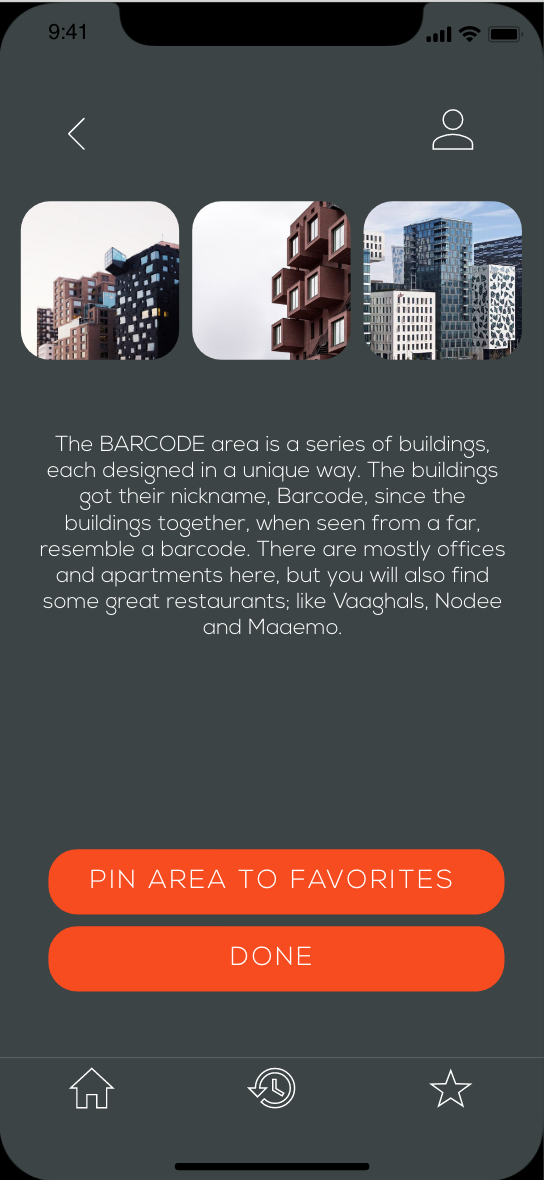 9:41
The BARCODE area is a series of buildings,
each designed in a unique way. The buildings
got their nickname, Barcode, since the
buildings together, when seen from a far,
resemble a barcode. There are mostly offices
and apartments here, but you will also find
some great restaurants; like Vaaghals, Nodee
and Maaemo.
PIN AREA TO FAVORITES
DONE